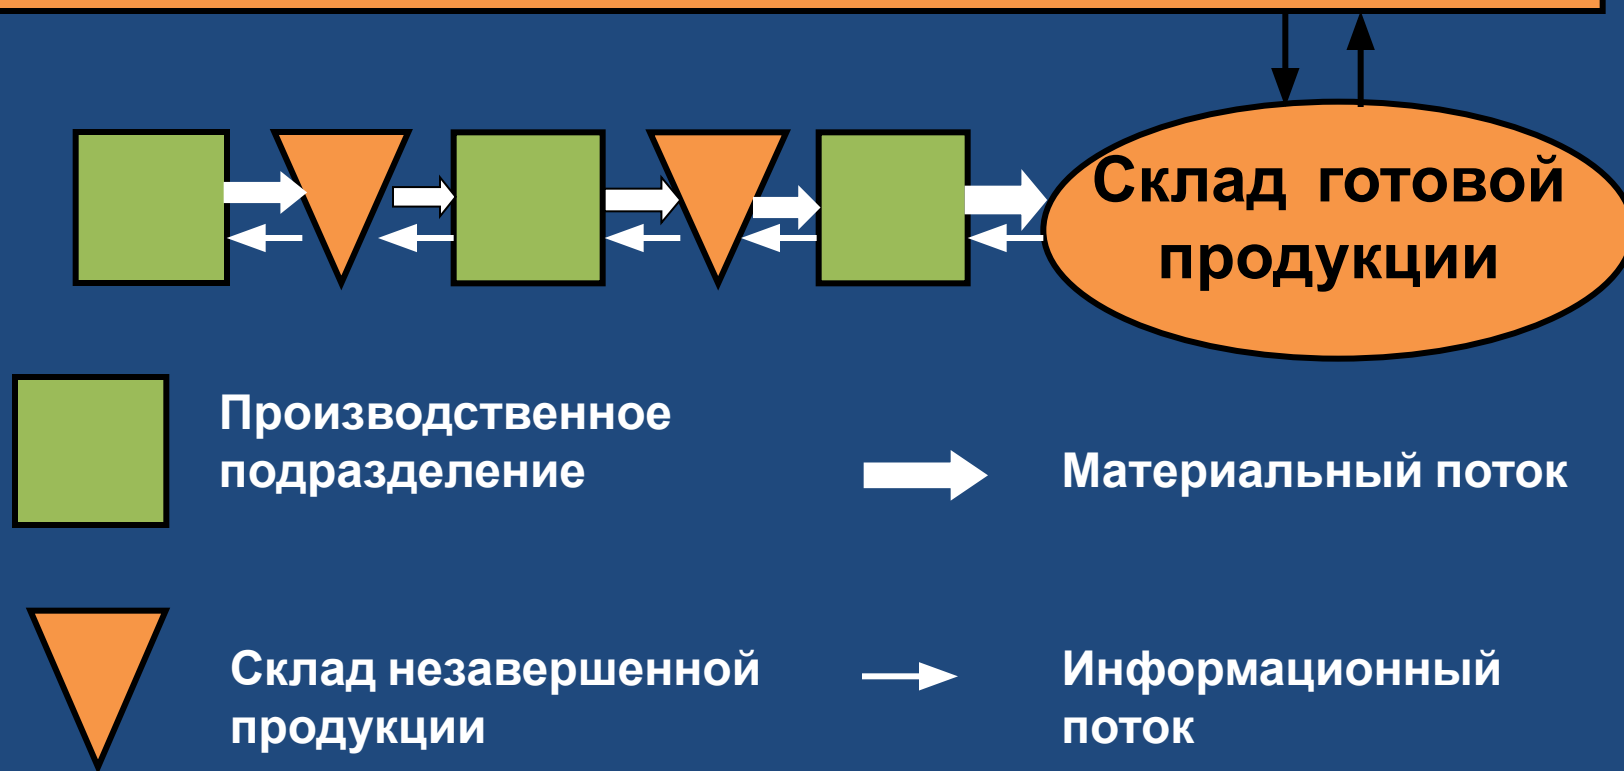 Склад готовой
продукции
Производственное
подразделение
Материальный поток
Склад незавершенной
продукции
Информационный
поток